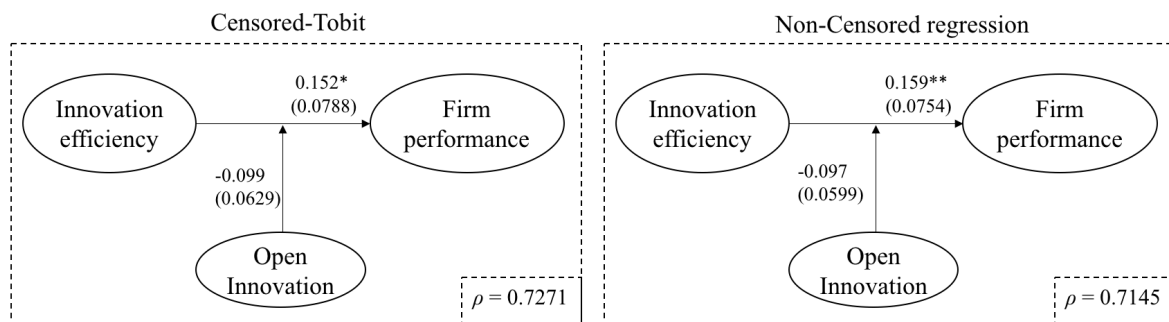 Censored-Tobit
Innovation
efficiency
0.152*
(0.0788)
Firm
performance
-0.099
(0.0629)
Open
Innovation
ρ = 0.7271
Non-Censored regression
Innovation
efficiency
0.159**
(0.0754)
Firm
performance
-0.097
(0.0599)
Open
Innovation
ρ = 0.7145